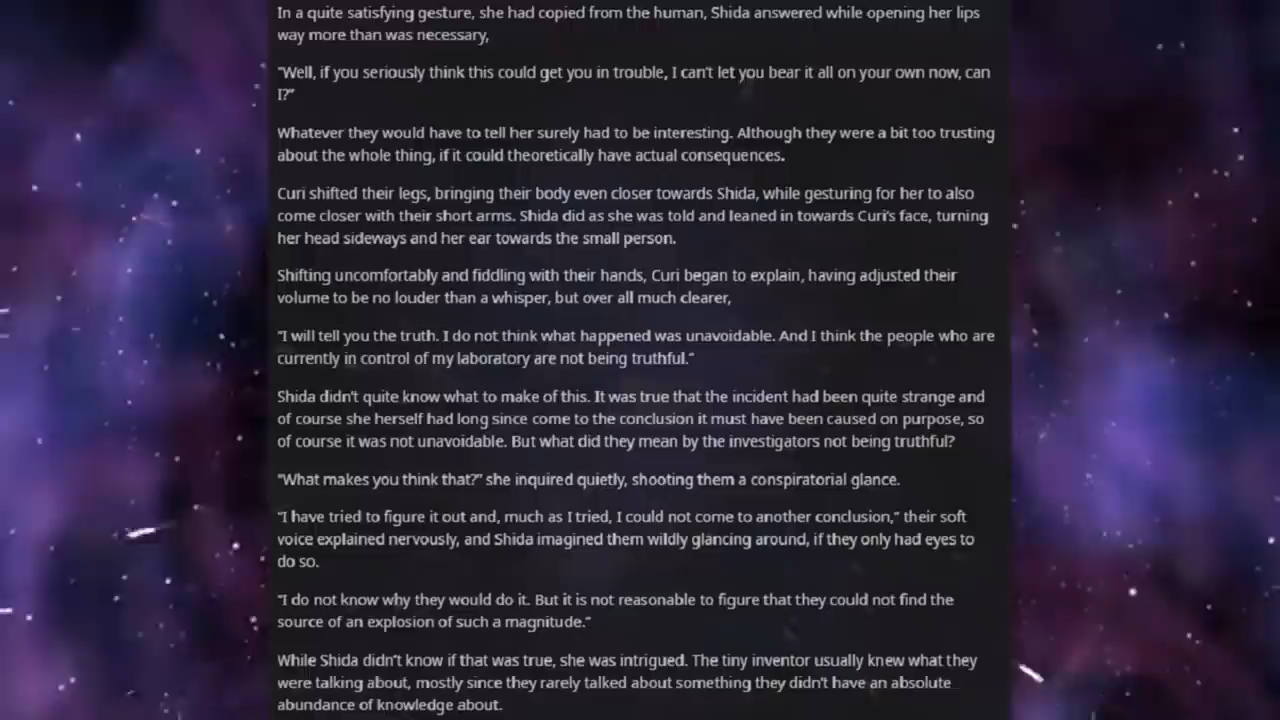 In a quite satisfying gesture, she had copied from the human, Shida answered while opening her lips
way more than was necessary,
"Well, if you seriously think this could get you in trouble, I can't let you bear it all on your own now, can
I?"
Whatever they would have to tell her surely had to be interesting. Although they were a bit too trusting
about the whole thing, if it could theoretically have actual consequences.
Curi shifted their legs, bringing their body even closer towards Shida, while gesturing for her to also
come closer with their short arms. Shida did as she was told and leaned in towards Curi's face, turning
her head sideways and her ear towards the small person.
Shifting uncomfortably and fiddling with their hands, Curi began to explain, having adjusted their
volume to be no louder than a whisper, but over all much clearer,
"I will tell you the truth. I do not think what happened was unavoidable. And I think the people who are
currently in control of my laboratory are not being truthful."
Shida didn't quite know what to make of this. It was true that the incident had been quite strange and
of course she herself had long since come to the conclusion it must have been caused on purpose, so
of course it was not unavoidable. But what did they mean by the investigators not being truthful?
"What makes you think that?" she inquired quietly, shooting them a conspiratorial glance.
"I have tried to figure it out and, much as I tried, I could not come to another conclusion," their soft
voice explained nervously, and Shida imagined them wildly glancing around, if they only had eyes to
do so.
"I do not know why they would do it. But it is not reasonable to figure that they could not find the
source of an explosion of such a magnitude."
While Shida didn't know if that was true, she was intrigued. The tiny inventor usually knew what they
were talking about, mostly since they rarely talked about something they didn't have an absolute
abundance of knowledge about.